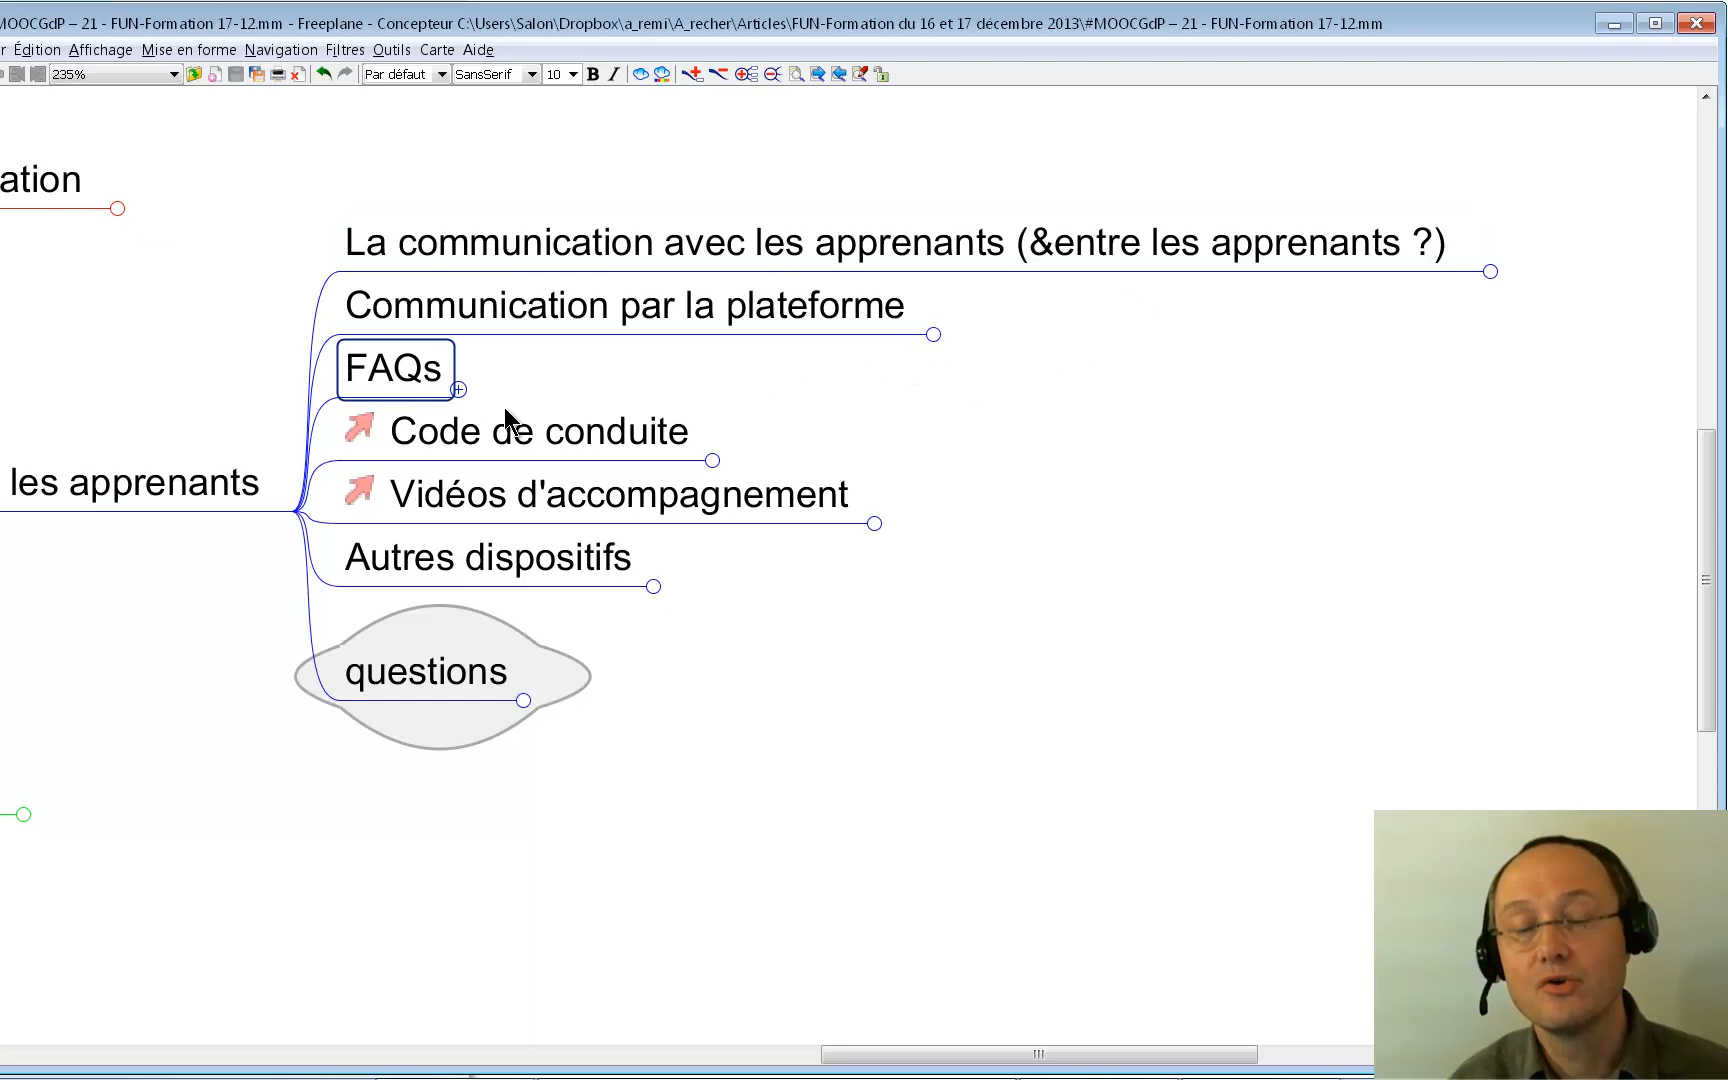 MOOCGdP – 21 - FUN-Formation 17-12.mm - Freeplane - Concepteur C:\Users\Salon\Dropbox\a_remi\A_recher\Articles\FUN-Formation du 16 et 17 décembre 2013\#MOOCGdP – 21 - FUN-Formation 17-12.mm
r Édition Affichage Mise en forme Navigation Filtres Outils Carte Aide
235% Par défaut SansSerif 10 B I
ation
La communication avec les apprenants (&entre les apprenants ?)
Communication par la plateforme
FAQs
Code de conduite
les apprenants
Vidéos d'accompagnement
Autres dispositifs
questions